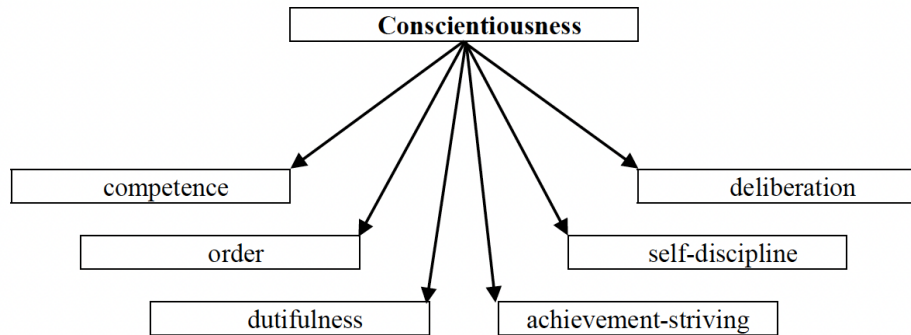 Conscientiousness
competence
deliberation
order
self-discipline
dutifulness
achievement-striving